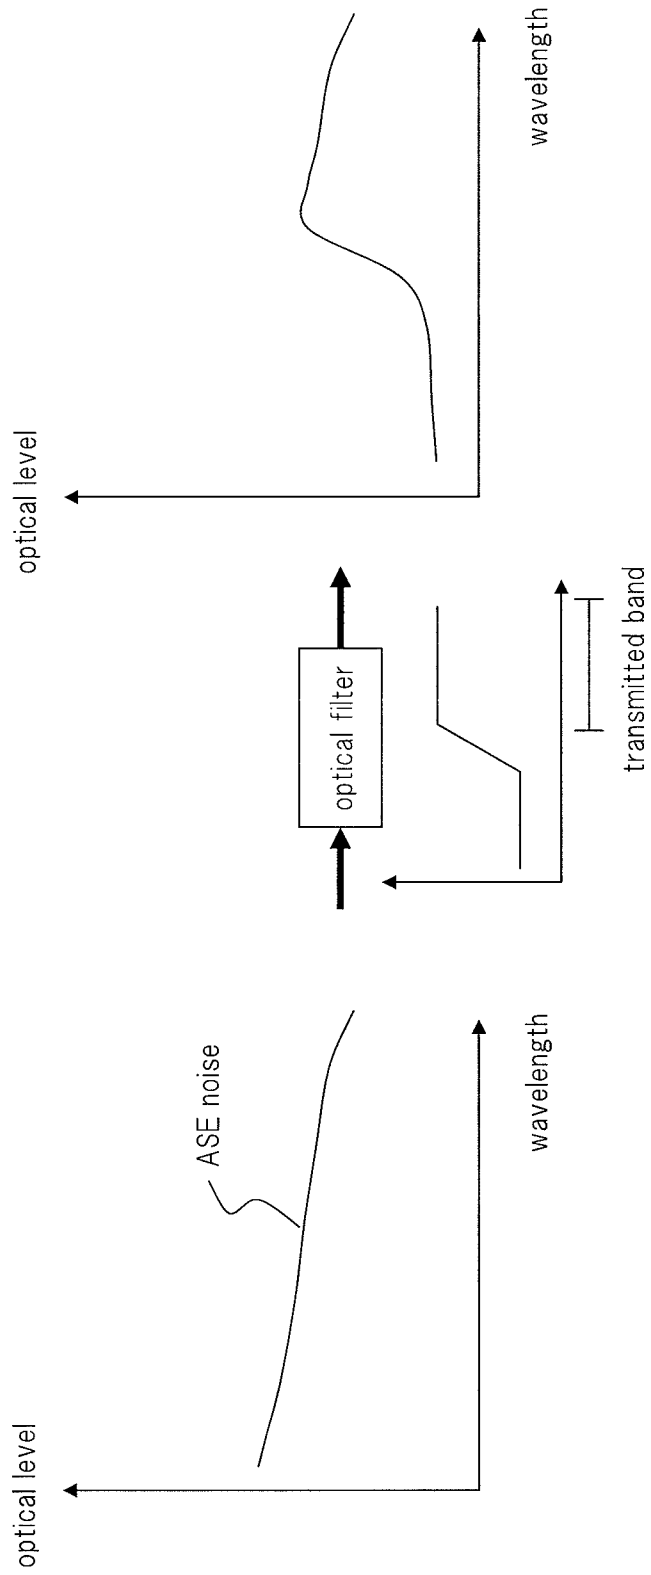 optical level
ASE noise
wavelength
optical filter
transmitted band
optical level
wavelength